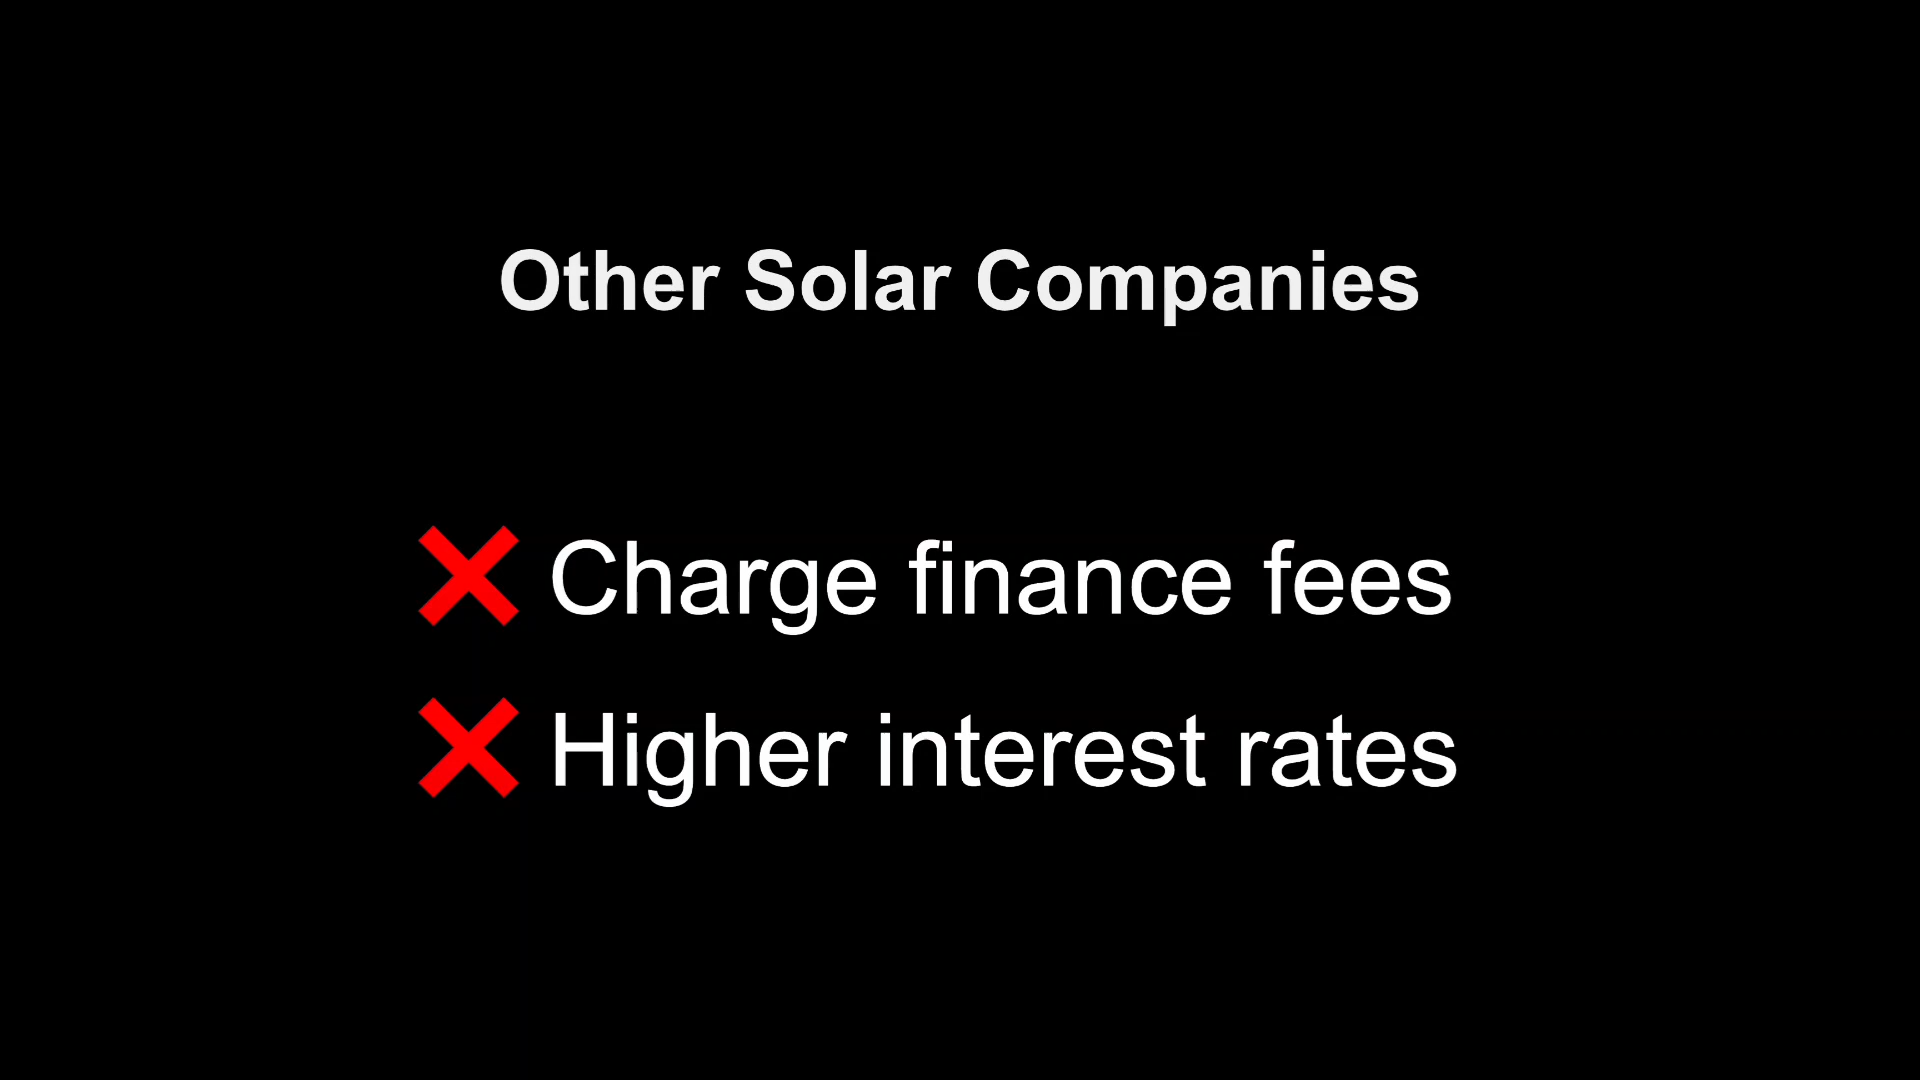 Other Solar Companies
❌ Charge finance fees
❌ Higher interest rates